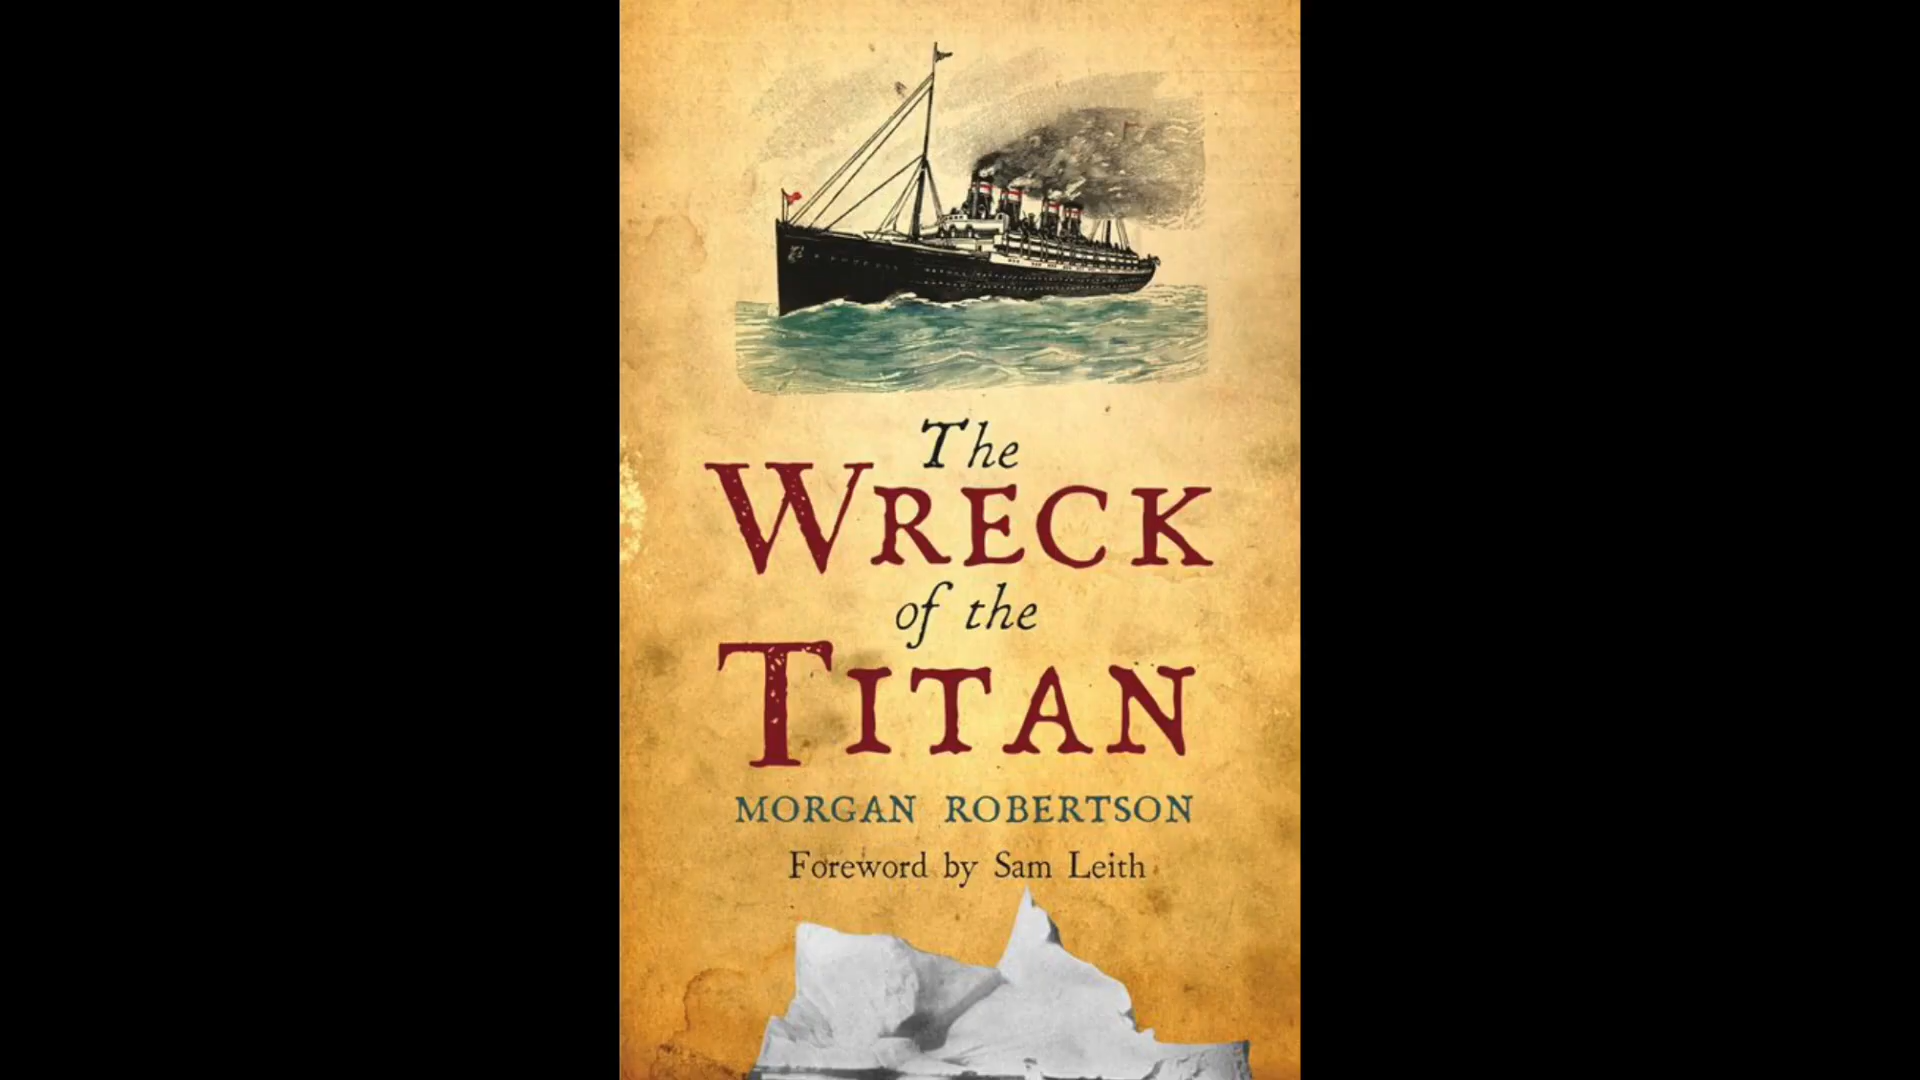 The
WRECK
of the
TITAN
MORGAN ROBERTSON
Foreword by Sam Leith